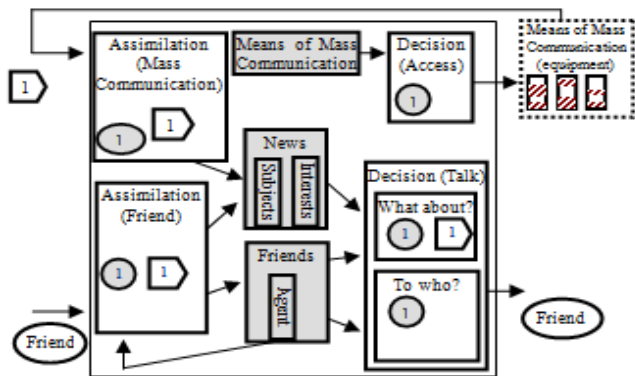 Assimilation
(Mass
Communication)
1
1
Means of Mass
Communication
Decision
(Access)
1
Means of Mass
Communication
(equipment)
1
News
Subjects
Interests
Assimilation
(Friend)
1
1
Friends
Agent
Decision (Talk)
What about?
1
1
To who?
1
Friend
Friend